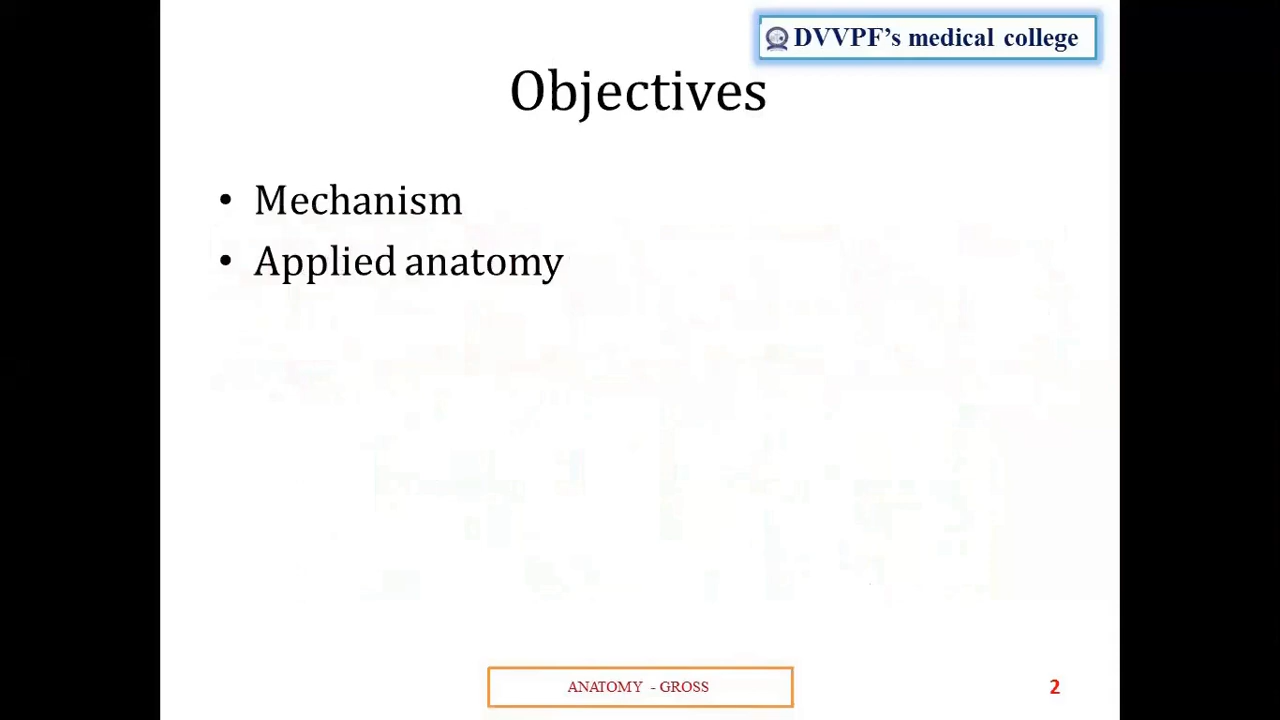 DVVPF’s medical college
Objectives
• Mechanism
• Applied anatomy
ANATOMY - GROSS
2